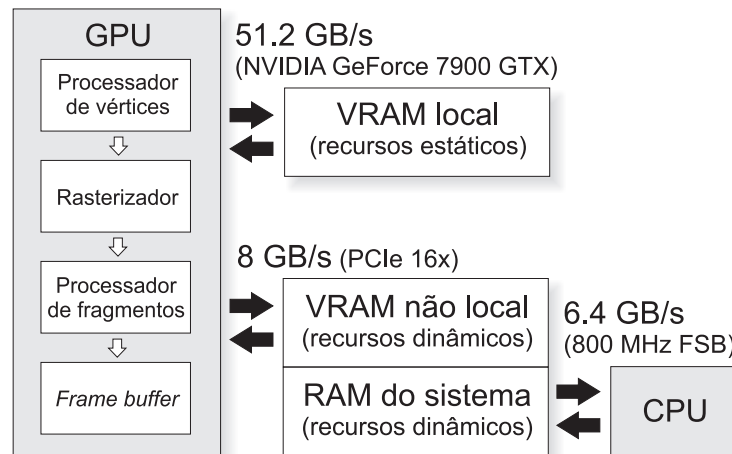 GPU
Processador
de vértices
Rasterizador
Processador
de fragmentos
Frame buffer
51.2 GB/s
(NVIDIA GeForce 7900 GTX)
VRAM local
(recursos estáticos)
8 GB/s (PCIe 16x)
VRAM não local
(recursos dinâmicos)
RAM do sistema
(recursos dinâmicos)
6.4 GB/s
(800 MHz FSB)
CPU